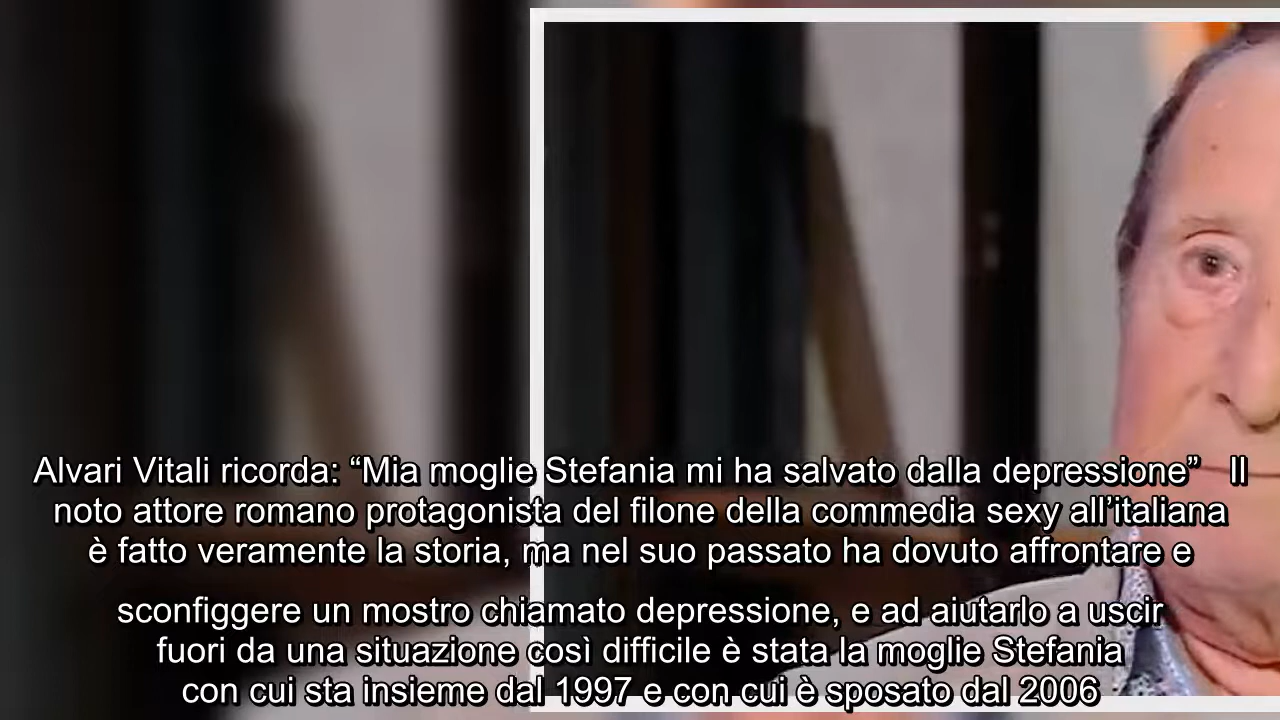 Alvari Vitali ricorda: “Mia moglie Stefania mi ha salvato dalla depressione” Il
noto attore romano protagonista del filone della commedia sexy all’italiana
è fatto veramente la storia, ma nel suo passato ha dovuto affrontare e
sconfiggere un mostro chiamato depressione, e ad aiutarlo a uscir
fuori da una situazione così difficile è stata la moglie Stefania
con cui sta insieme dal 1997 e con cui è sposato dal 2006